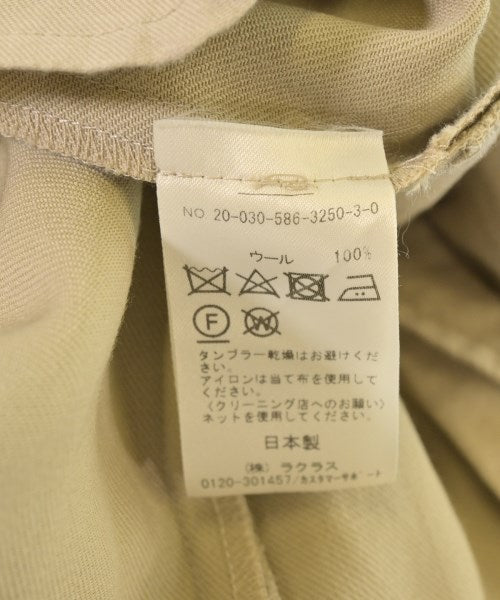 NO 20-030-586-3250-3-0
ウール 100%
F W
タンブラー乾燥はお避けくだ
さい。
アイロンは当て布を使用して
ください。
〈クリーニング店へのお願い〉
ネットを使用してください。
日本製
(株) ラクラス
0120-301457/カスタマーサポート